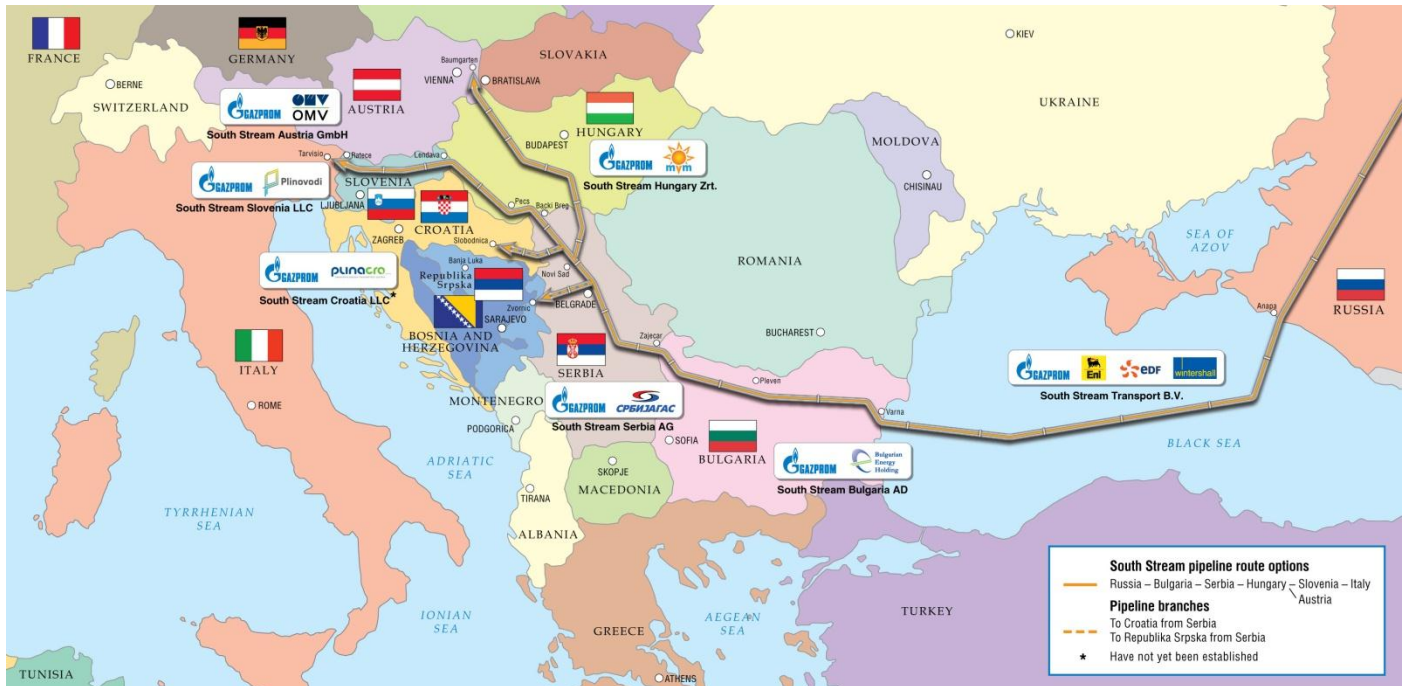 FRANCE
GERMANY
BERNE
SWITZERLAND
Baumgarten
VIENNA
BRATISLAVA
SLOVAKIA
AUSTRIA
GAZPROM
OMV
OMV
South Stream Austria GmbH
HUNGARY
BUDAPEST
GAZPROM
mvm
South Stream Hungary Zrt.
KIEV
UKRAINE
MOLDOVA
CHISINAU
Tarvisio
Ratece
Lendava
SLOVENIA
LJUBLJANA
GAZPROM
Plinovodi
South Stream Slovenia LLC
CROATIA
ZAGREB
Pecs
Backi Breg
Slobodnica
Novi Sad
Banja Luka
Republika
Srpska
Zvornic
BELGRADE
SARAJEVO
BOSNIA AND
HERZEGOVINA
GAZPROM
PLINACRO
South Stream Croatia LLC*
ROMANIA
BUCHAREST
SEA OF
AZOV
Anapa
RUSSIA
ITALY
ROME
SERBIA
Zajecar
Pleven
Varna
GAZPROM
Eni
eDF
wintershall
South Stream Transport B.V.
MONTENEGRO
PODGORICA
GAZPROM
СРБИЈАГАС
South Stream Serbia AG
SOFIA
BULGARIA
GAZPROM
Bulgarian
Energy
Holding
South Stream Bulgaria AD
BLACK SEA
ADRIATIC
SEA
SKOPJE
MACEDONIA
TIRANA
ALBANIA
TYRRHENIAN
SEA
IONIAN
SEA
GREECE
AEGEAN
SEA
ATHENS
TURKEY
TUNISIA
South Stream pipeline route options
Russia – Bulgaria – Serbia – Hungary – Slovenia – Italy
Austria
Pipeline branches
To Croatia from Serbia
To Republika Srpska from Serbia
* Have not yet been established